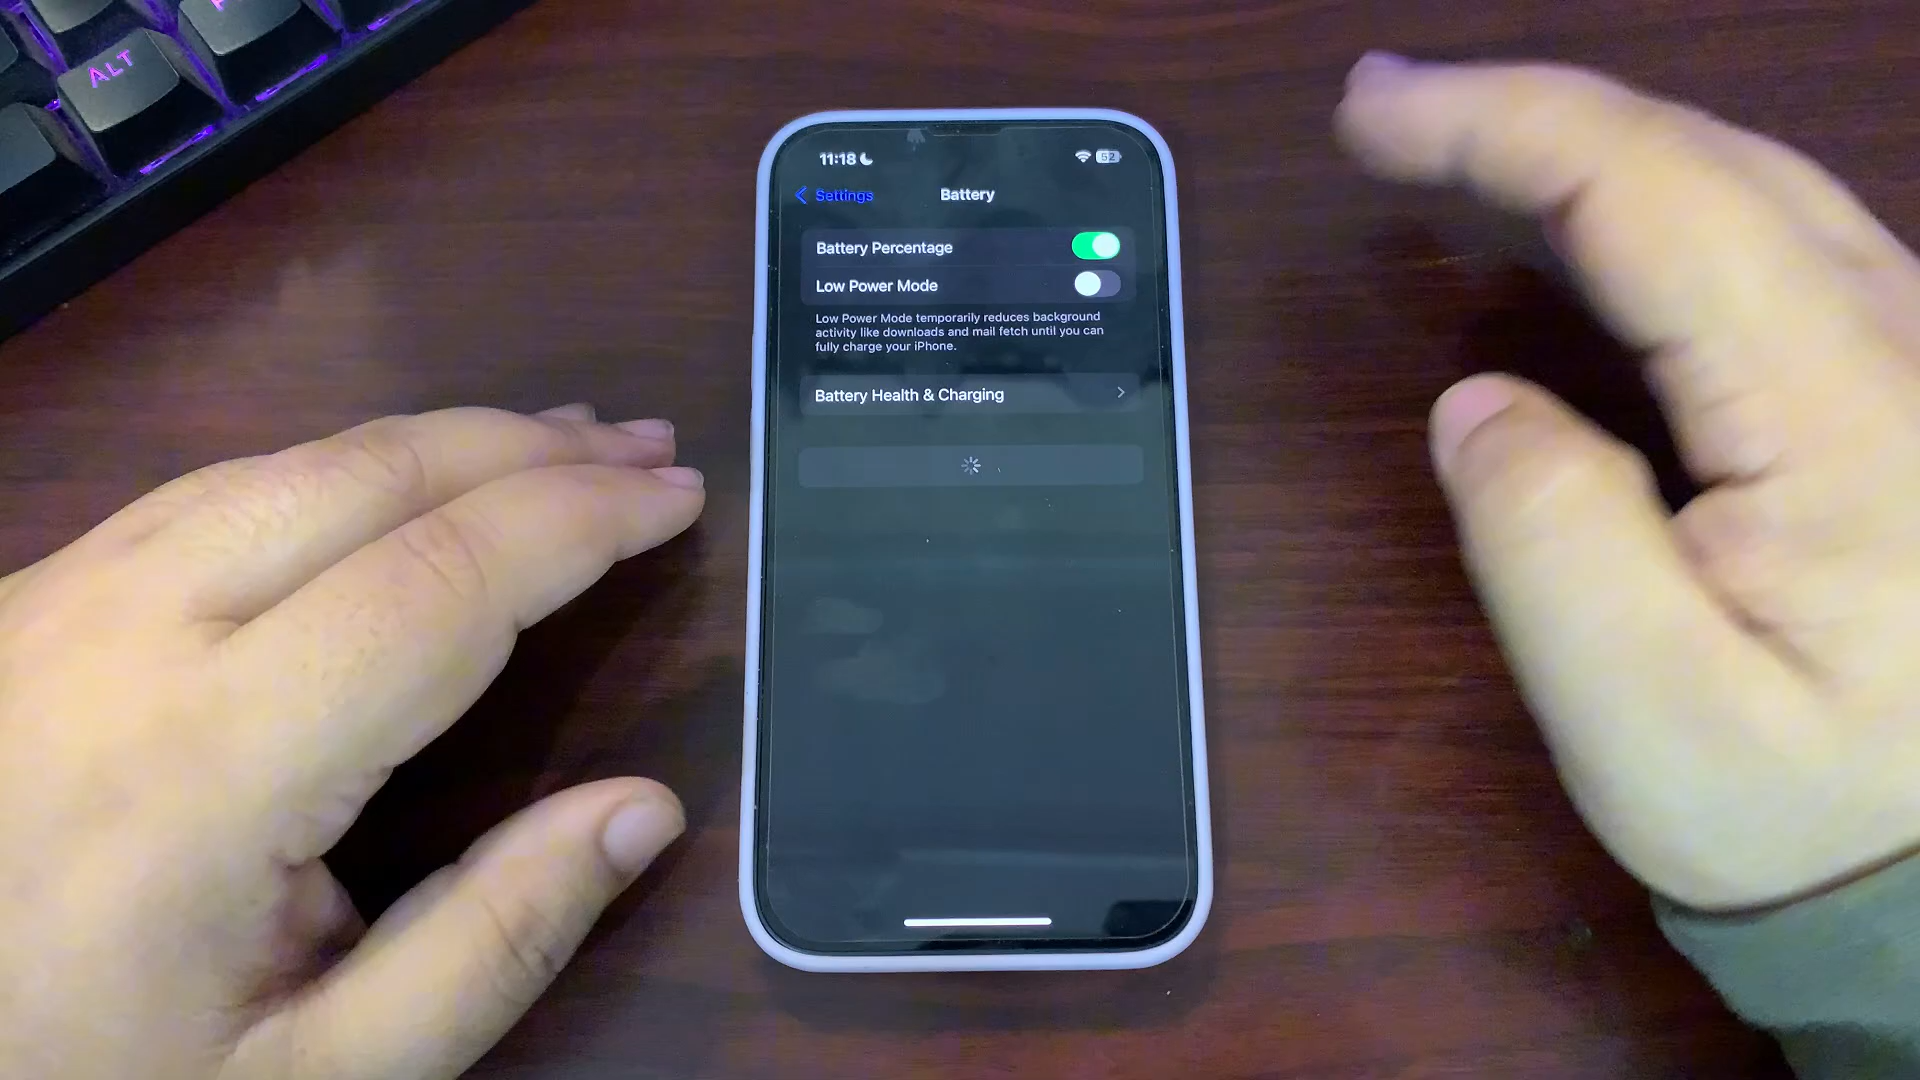 ALT
11:18
52
Settings
Battery
Battery Percentage
Low Power Mode
Low Power Mode temporarily reduces background
activity like downloads and mail fetch until you can
fully charge your iPhone.
Battery Health & Charging